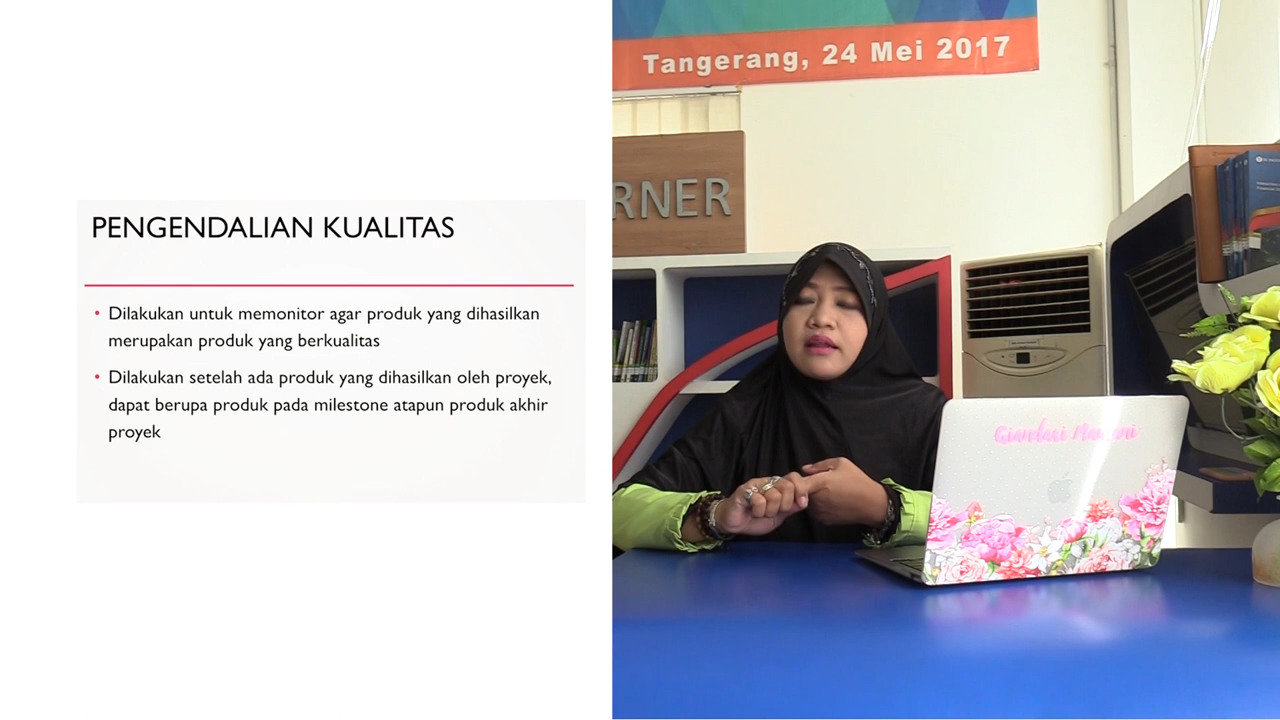 PENGENDALIAN KUALITAS
• Dilakukan untuk memonitor agar produk yang dihasilkan
merupakan produk yang berkualitas
• Dilakukan setelah ada produk yang dihasilkan oleh proyek,
dapat berupa produk pada milestone atapun produk akhir
proyek
Tangerang, 24 Mei 2017
RNER